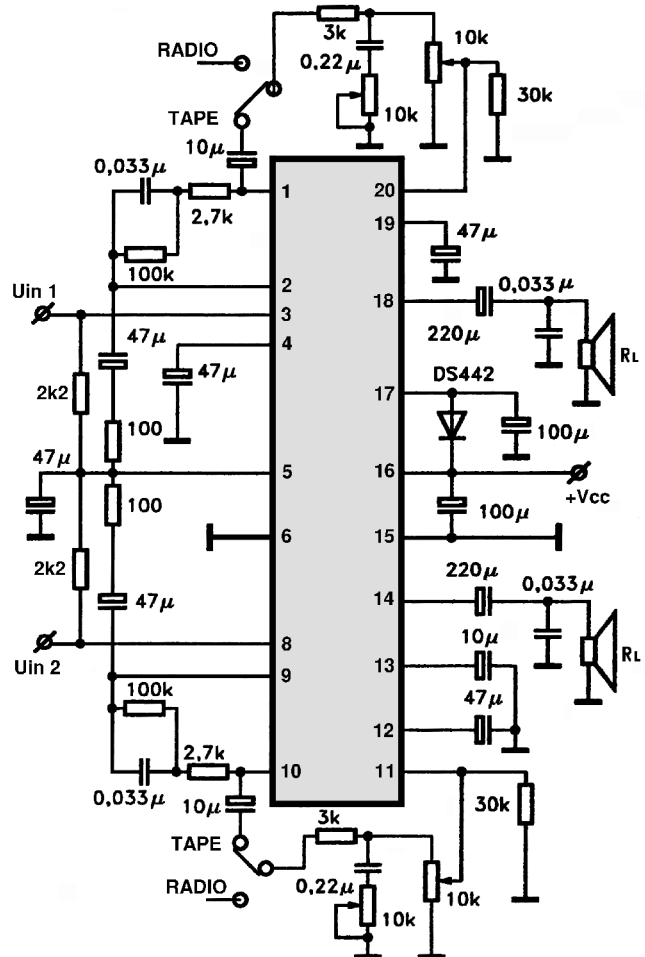 3k
RADIO
0,22µ
10k
TAPE
10k
30k
10µ
0,033µ
2,7k
1
20
19
47µ
100k
Uin 1
2
18
0,033µ
3
47µ
4
220µ
RL
47µ
17
DS442
2k2
100
100µ
47µ
5
16
+Vcc
100
100µ
6
15
2k2
220µ
0,033µ
47µ
14
10µ
8
Uin 2
9
13
RL
100k
47µ
12
2,7k
10
11
0,033µ
10µ
3k
30k
TAPE
0,22µ
RADIO
10k
10k